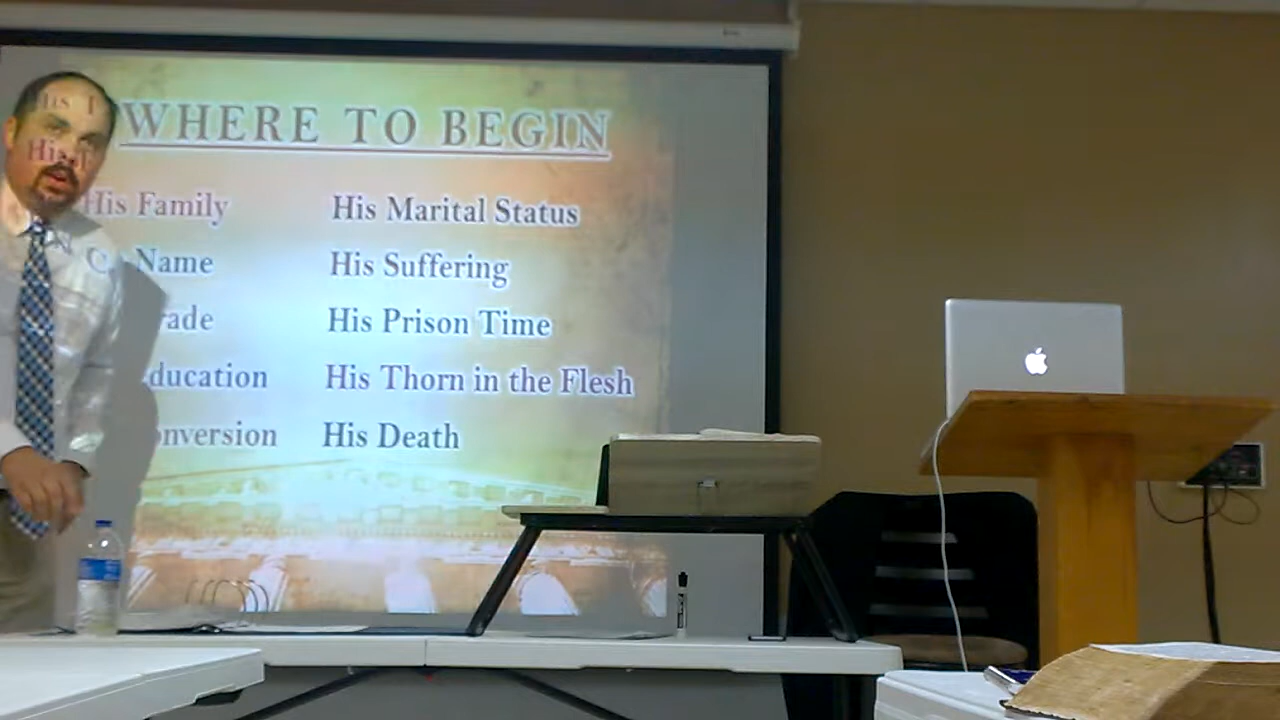 WHERE TO BEGIN
His Family His Marital Status
Name His Suffering
His Prison Time
His Thorn in the Flesh
His Death